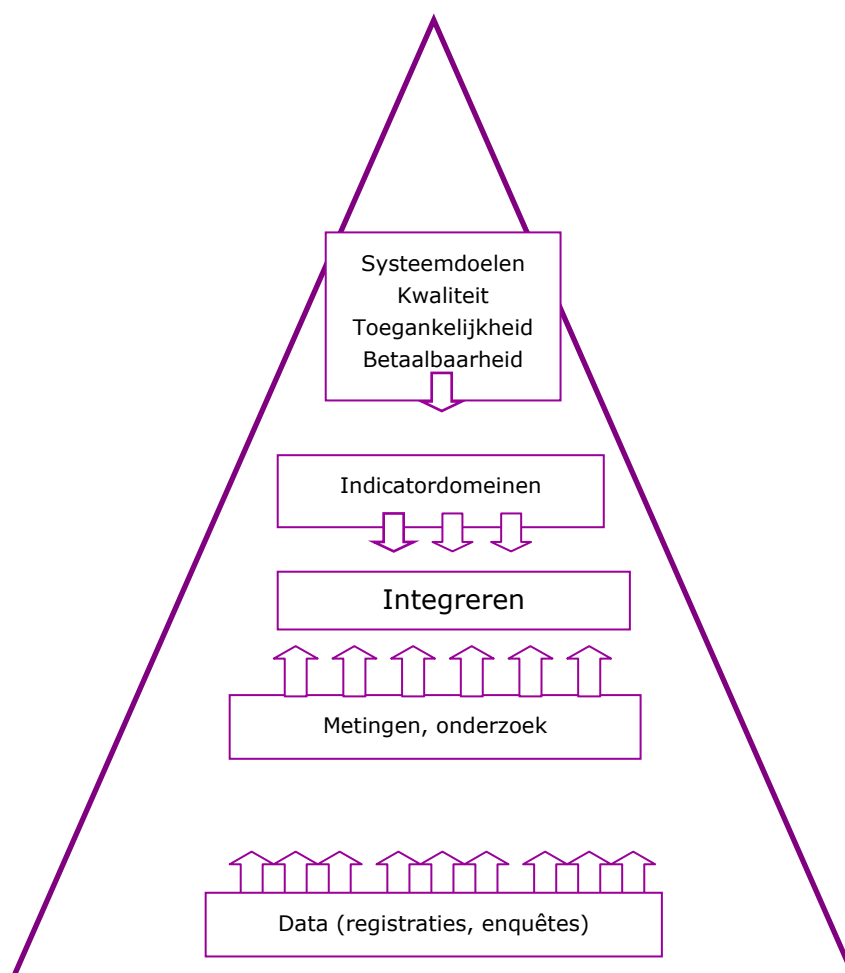 Systeemdoelen
Kwaliteit
Toegankelijkheid
Betaalbaarheid
Indicatordomeinen
Integreren
Metingen, onderzoek
Data (registraties, enquêtes)